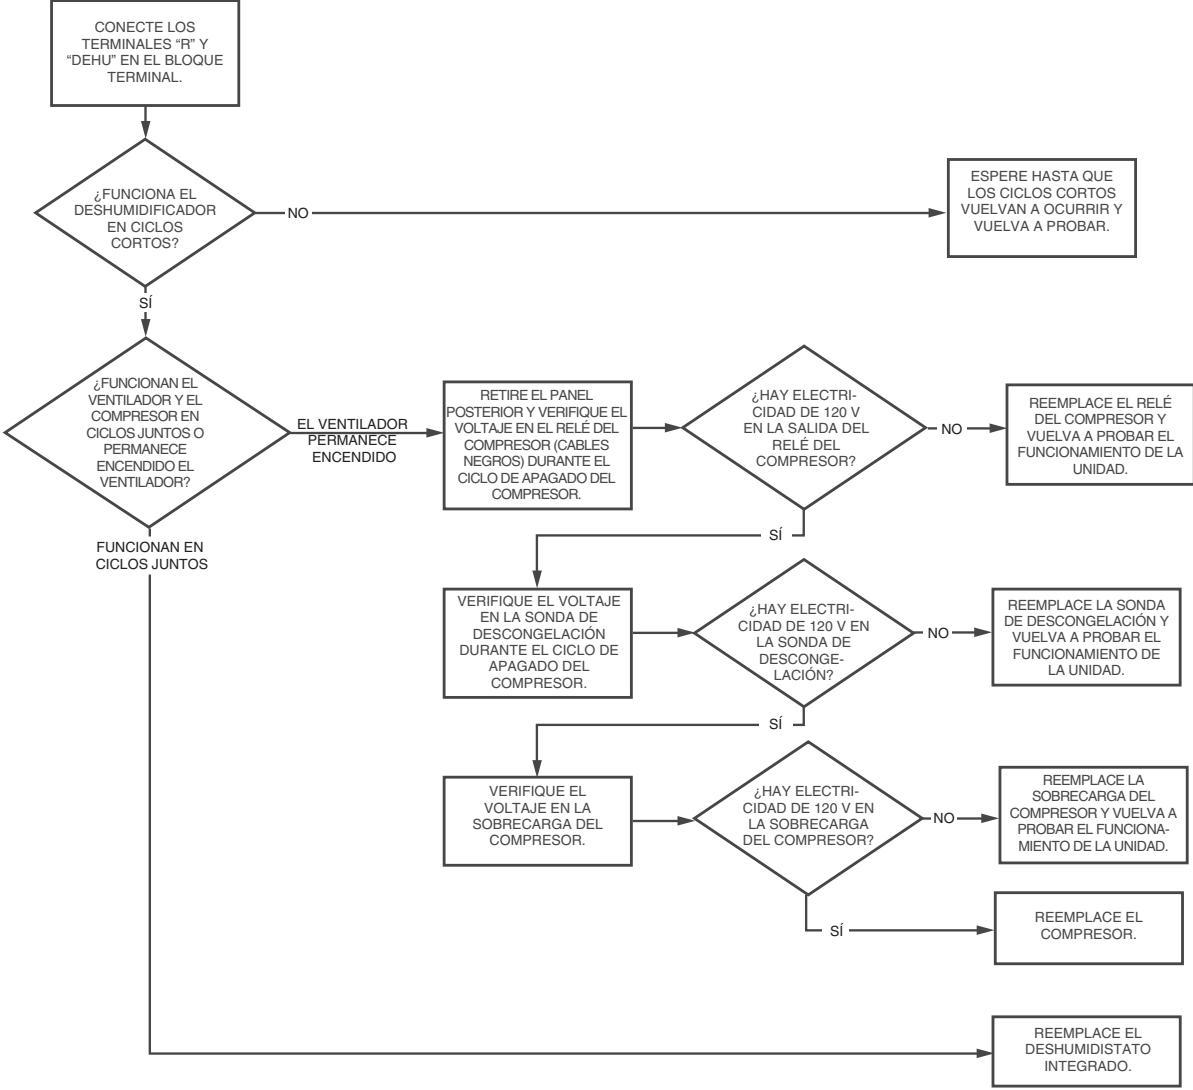 CONECTE LOS
TERMINALES “R” Y
“DEHU” EN EL BLOQUE
TERMINAL.
¿FUNCIONA EL
DESHUMIDIFICADOR
EN CICLOS
CORTOS?
NO
ESPERE HASTA QUE
LOS CICLOS CORTOS
VUELVAN A OCURRIR Y
VUELVA A PROBAR.
SÍ
¿FUNCIONAN EL
VENTILADOR Y EL
COMPRESOR EN
CICLOS JUNTOS O
PERMANECE
ENCENDIDO EL
VENTILADOR?
EL VENTILADOR
PERMANECE
ENCENDIDO
RETIRE EL PANEL
POSTERIOR Y VERIFIQUE EL
VOLTAJE EN EL RELÉ DEL
COMPRESOR (CABLES
NEGROS) DURANTE EL
CICLO DE APAGADO DEL
COMPRESOR.
¿HAY ELECTRI-
CIDAD DE 120 V
EN LA SALIDA DEL
RELÉ DEL
COMPRESOR?
NO
REEMPLACE EL RELÉ
DEL COMPRESOR Y
VUELVA A PROBAR EL
FUNCIONAMIENTO DE LA
UNIDAD.
SÍ
FUNCIONAN EN
CICLOS JUNTOS
VERIFIQUE EL VOLTAJE
EN LA SONDA DE
DESCONGELACIÓN
DURANTE EL CICLO DE
APAGADO DEL
COMPRESOR.
¿HAY ELECTRI-
CIDAD DE 120 V EN
LA SONDA DE
DESCONGE-
LACIÓN?
NO
REEMPLACE LA SONDA
DE DESCONGELACIÓN Y
VUELVA A PROBAR EL
FUNCIONAMIENTO DE
LA UNIDAD.
SÍ
VERIFIQUE EL
VOLTAJE EN LA
SOBRECARGA DEL
COMPRESOR.
¿HAY ELECTRI-
CIDAD DE 120 V EN
LA SOBRECARGA
DEL COMPRESOR?
NO
REEMPLACE LA
SOBRECARGA DEL
COMPRESOR Y VUELVA A
PROBAR EL FUNCIONA-
MIENTO DE LA UNIDAD.
SÍ
REEMPLACE EL
COMPRESOR.
REEMPLACE EL
DESHUMIDISTATO
INTEGRADO.